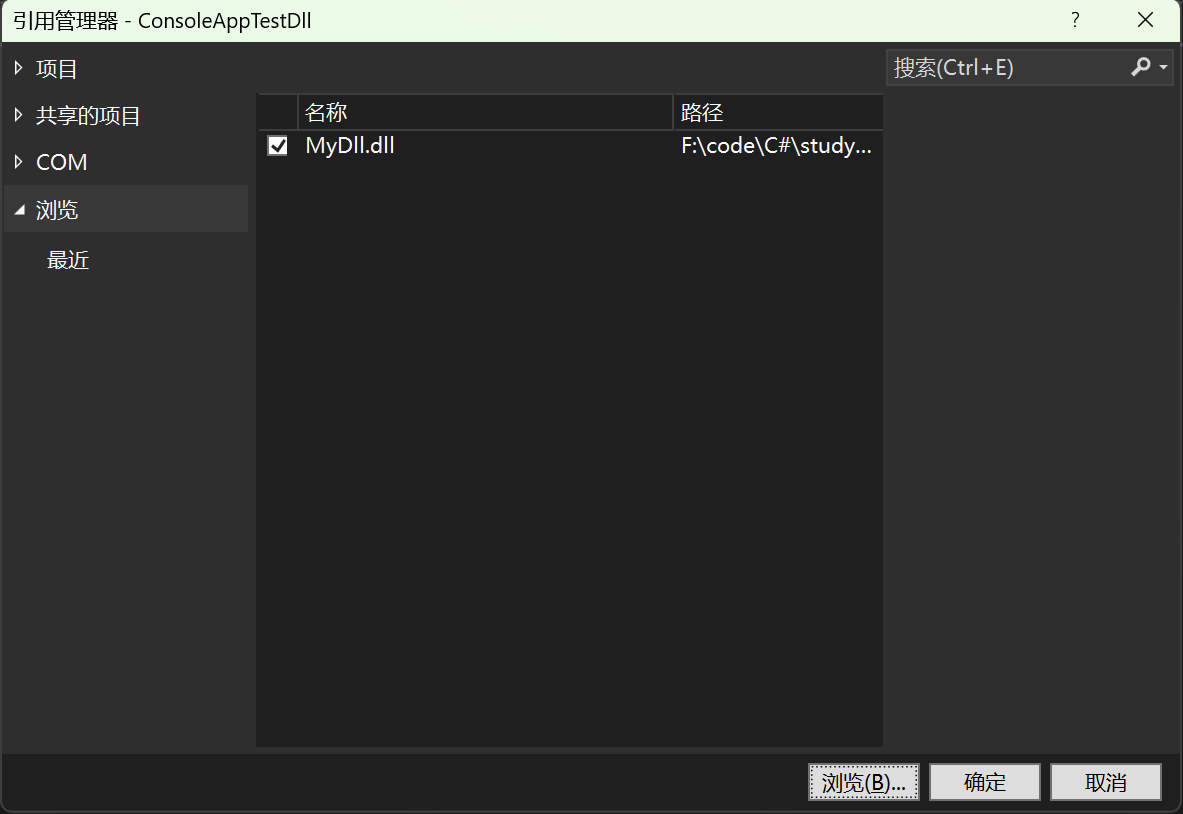 引用管理器 - ConsoleAppTestDll
?
项目
搜索(Ctrl+E)
共享的项目
名称 路径
MyDll.dll F:\code\C#\study...
COM
浏览
最近
浏览(B)... 确定 取消